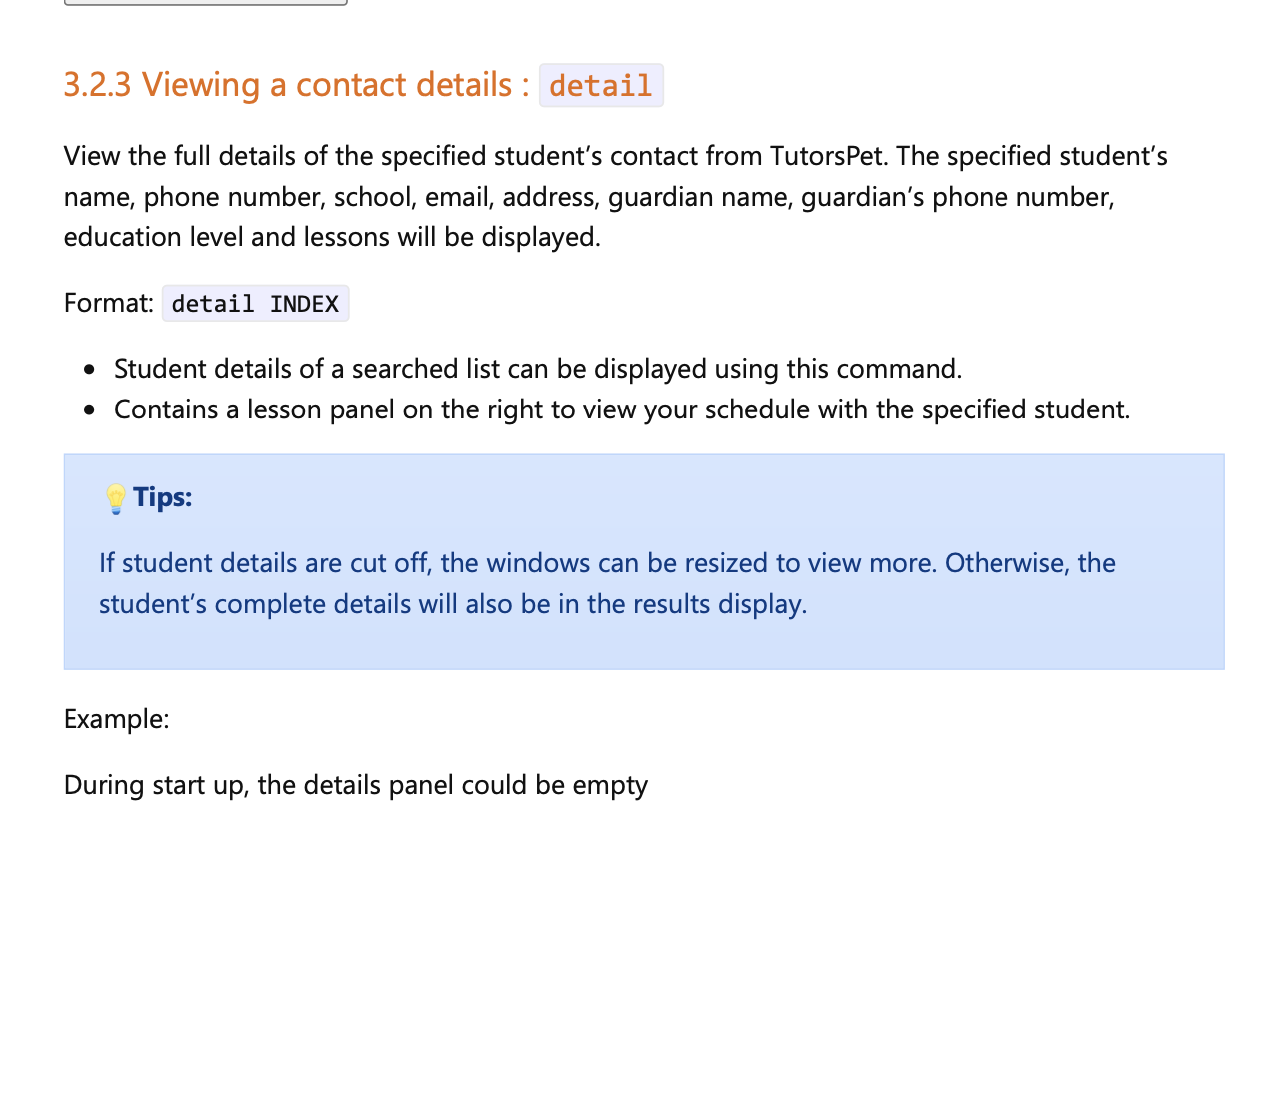 3.2.3 Viewing a contact details : detail
View the full details of the specified student’s contact from TutorsPet. The specified student’s
name, phone number, school, email, address, guardian name, guardian’s phone number,
education level and lessons will be displayed.
Format: detail INDEX
• Student details of a searched list can be displayed using this command.
• Contains a lesson panel on the right to view your schedule with the specified student.
💡Tips:
If student details are cut off, the windows can be resized to view more. Otherwise, the
student’s complete details will also be in the results display.
Example:
During start up, the details panel could be empty